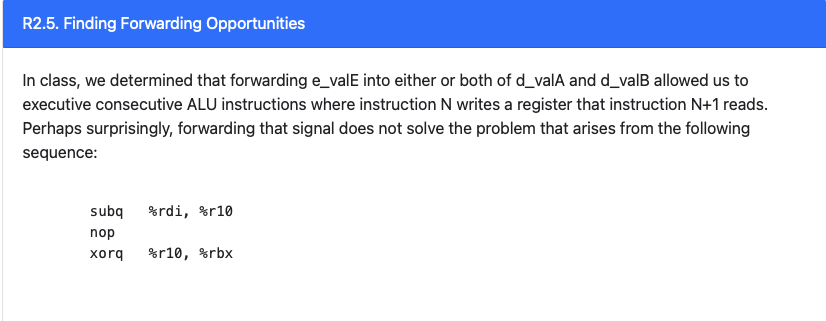 R2.5. Finding Forwarding Opportunities
In class, we determined that forwarding e_valE into either or both of d_valA and d_valB allowed us to
executive consecutive ALU instructions where instruction N writes a register that instruction N+1 reads.
Perhaps surprisingly, forwarding that signal does not solve the problem that arises from the following
sequence:
subq %rdi, %r10
nop
xorq %r10, %rbx